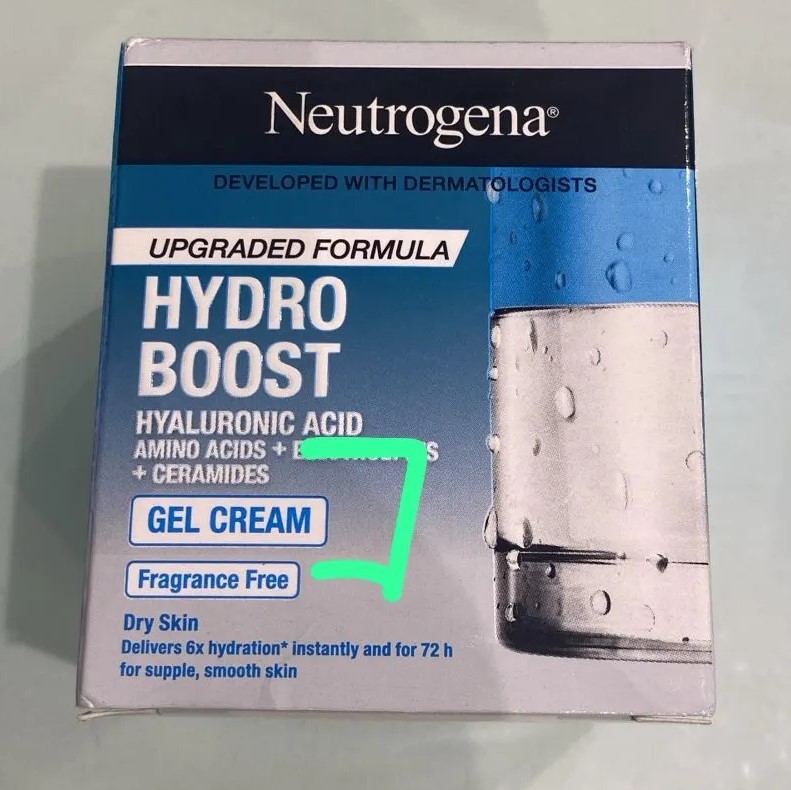 Neutrogena®
DEVELOPED WITH DERMATOLOGISTS
UPGRADED FORMULA
HYDRO
BOOST
HYALURONIC ACID
AMINO ACIDS +
+ CERAMIDES
GEL CREAM
Fragrance Free
Dry Skin
Delivers 6x hydration* instantly and for 72 h
for supple, smooth skin